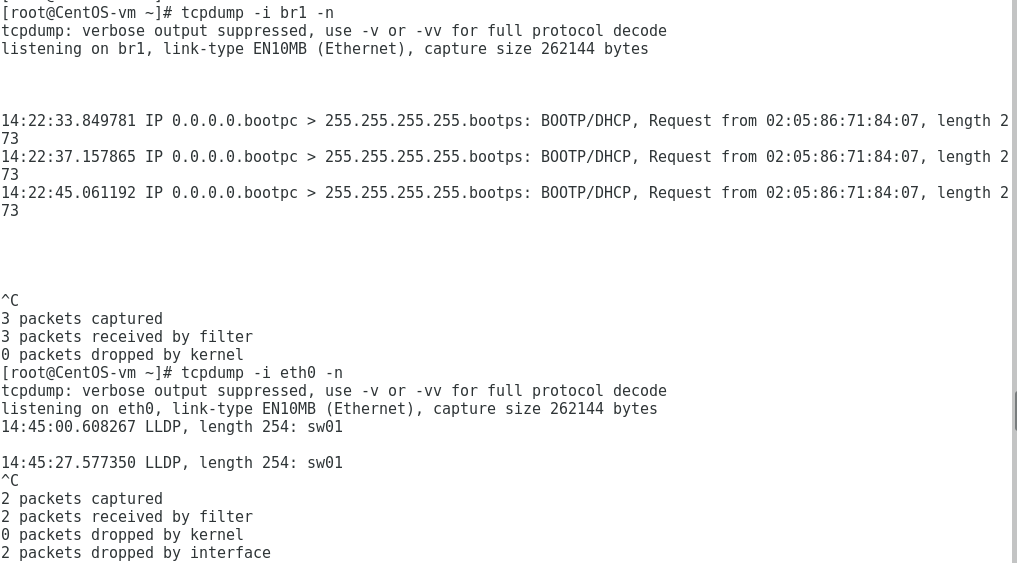 [root@CentOS-vm ~]# tcpdump -i br1 -n
tcpdump: verbose output suppressed, use -v or -vv for full protocol decode
listening on br1, link-type EN10MB (Ethernet), capture size 262144 bytes
14:22:33.849781 IP 0.0.0.0.bootpc > 255.255.255.255.bootps: BOOTP/DHCP, Request from 02:05:86:71:84:07, length 2
73
14:22:37.157865 IP 0.0.0.0.bootpc > 255.255.255.255.bootps: BOOTP/DHCP, Request from 02:05:86:71:84:07, length 2
73
14:22:45.061192 IP 0.0.0.0.bootpc > 255.255.255.255.bootps: BOOTP/DHCP, Request from 02:05:86:71:84:07, length 2
73
^C
3 packets captured
3 packets received by filter
0 packets dropped by kernel
[root@CentOS-vm ~]# tcpdump -i eth0 -n
tcpdump: verbose output suppressed, use -v or -vv for full protocol decode
listening on eth0, link-type EN10MB (Ethernet), capture size 262144 bytes
14:45:00.608267 LLDP, length 254: sw01
14:45:27.577350 LLDP, length 254: sw01
^C
2 packets captured
2 packets received by filter
0 packets dropped by kernel
2 packets dropped by interface